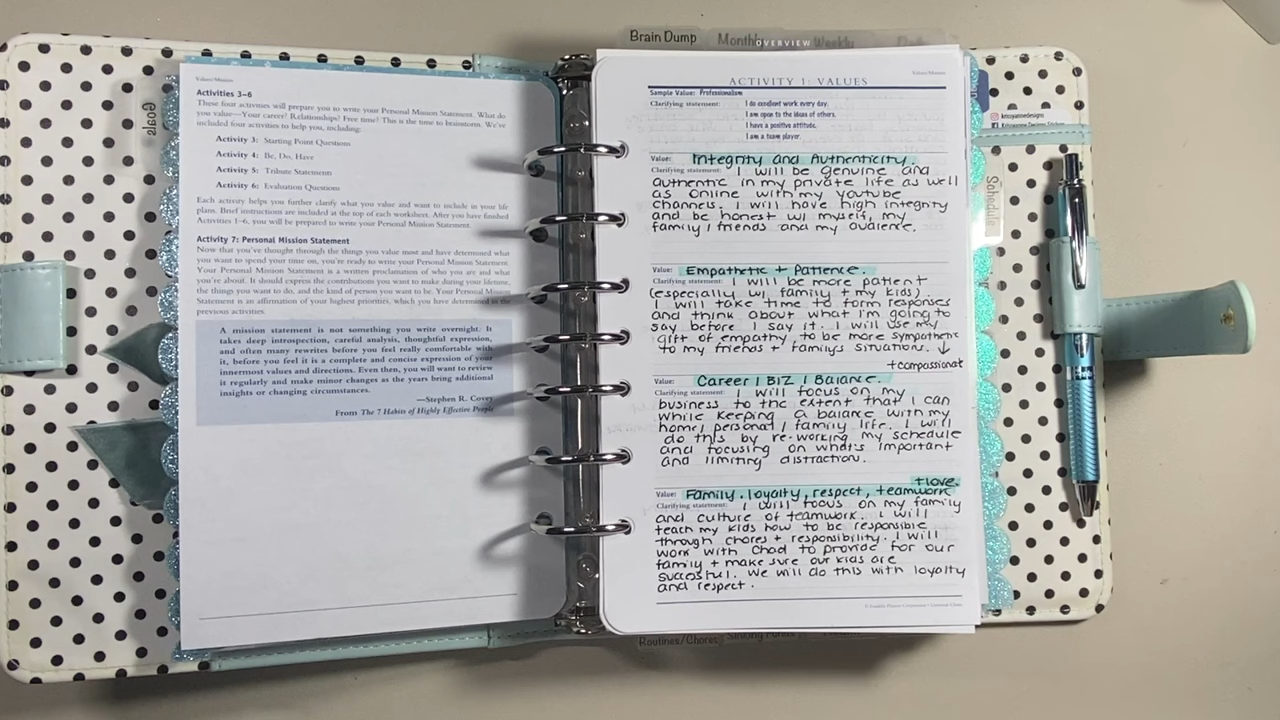 Brain Dump
Monthly
OVERVIEW
Weekly
Goals
Values/Mission
Activities 3–6
These four activities will prepare you to write your Personal Mission Statement. What do
you value—Your career? Relationships? Free time? This is the time to brainstorm. We've
included four activities to help you, including:
Activity 3: Starting Point Questions
Activity 4: Be, Do, Have
Activity 5: Tribute Statements
Activity 6: Evaluation Questions
Each activity helps you further clarify what you value and want to include in your life
plans. Brief instructions are included at the top of each worksheet. After you have finished
Activities 1–6, you will be prepared to write your Personal Mission Statement.
Activity 7: Personal Mission Statement
Now that you've thought through the things you value most and have determined what
you want to spend your time on, you're ready to write your Personal Mission Statement.
Your Personal Mission Statement is a written proclamation of who you are and what
you're about. It should express the contributions you want to make during your lifetime,
the things you want to do, and the kind of person you want to be. Your Personal Mission
Statement is an affirmation of your highest priorities, which you have determined in the
previous activities.
A mission statement is not something you write overnight. It
takes deep introspection, careful analysis, thoughtful expression,
and often many rewrites before you feel really comfortable with
it, before you feel it is a complete and concise expression of your
innermost values and directions. Even then, you will want to review
it regularly and make minor changes as the years bring additional
insights or changing circumstances.
—Stephen R. Covey
From The 7 Habits of Highly Effective People
Values/Mission
ACTIVITY 1: VALUES
Sample Value: Professionalism
Clarifying statement: I do excellent work every day.
I am open to the ideas of others.
I have a positive attitude.
I am a team player.
Value: Integrity and Authenticity.
Clarifying statement: I will be genuine and
authentic in my private life as well
as online with my outube
channels. I will have high integrity
and be honest w/ myself, my
family / friends and my audience.
Value: Empathetic + Patience.
Clarifying statement: I will be more patient
(especially w/ family + my kids)
I will take time to form responses
and think about what I'm going to
say before I say it. I will use my
gift of empathy to be more sympathetic
to my friends + familys situations. ↓
+compassionat
Value: Career / Biz / Balance.
Clarifying statement: I will focus on my
business to the extent that I can
while keeping a balance with my
home/ personal / family life. I will
do this by re-working my schedule
and focusing on what's important
and limiting distraction.
+love.
Value: Family, loyalty, respect, teamwork
Clarifying statement: I will focus on my family
and culture of teamwork. I will
teach my kids how to be responsible
through chores + responsibility. I will
work with Chad to provide for our
family + make sure our kids are
sucessful. We will do this with loyalty
and respect.
kmoyannedesigns
Schedule
Routines/Chores
Sinking Funds